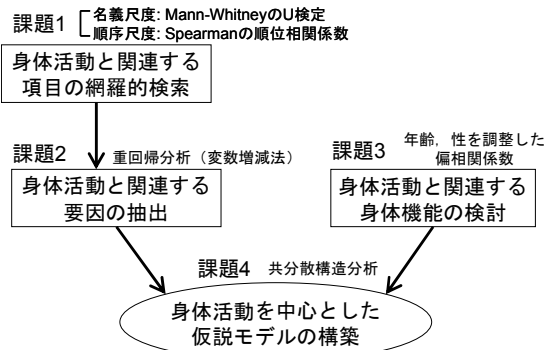 課題1
名義尺度: Mann-WhitneyのU検定
順序尺度: Spearmanの順位相関係数
身体活動と関連する
項目の網羅的検索
課題2
重回帰分析（変数増減法）
身体活動と関連する
要因の抽出
課題3
年齢，性を調整した
偏相関係数
身体活動と関連する
身体機能の検討
課題4
共分散構造分析
身体活動を中心とした
仮説モデルの構築